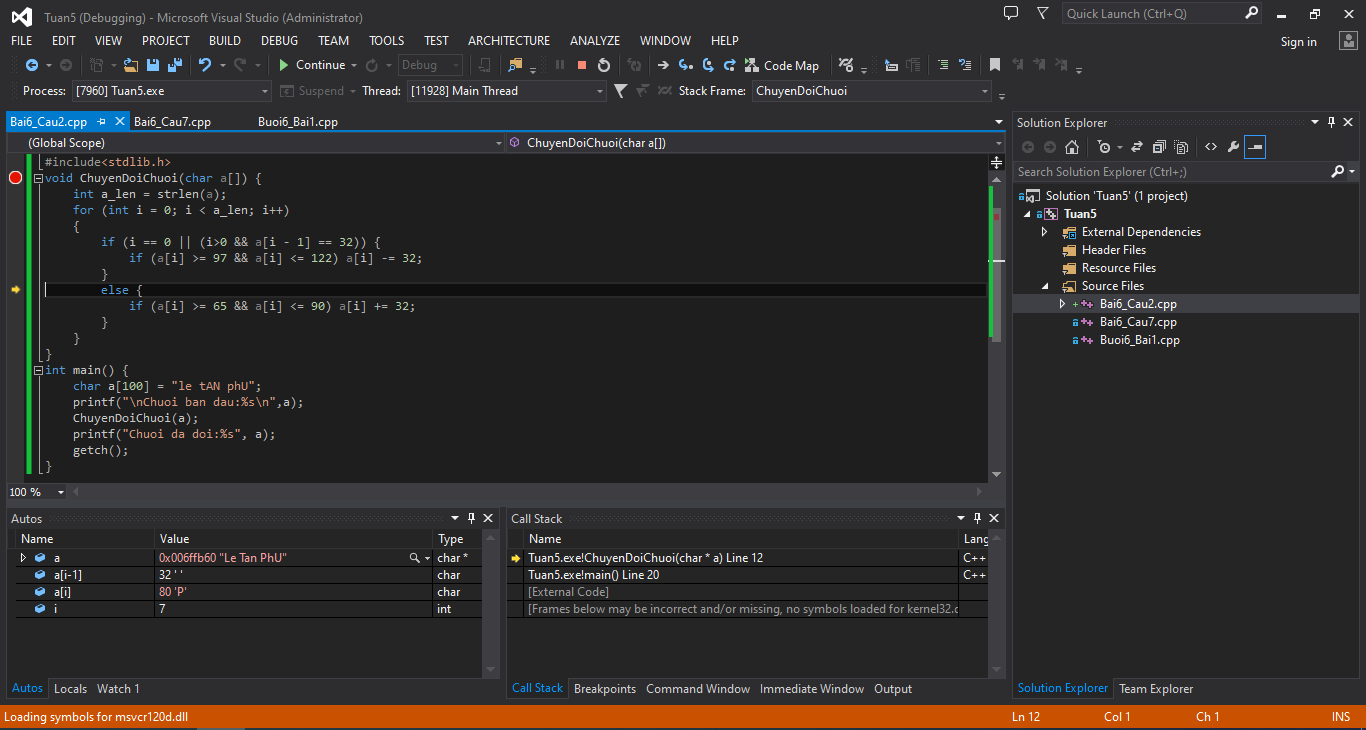 Tuan5 (Debugging) - Microsoft Visual Studio (Administrator)
Quick Launch (Ctrl+Q)
FILE EDIT VIEW PROJECT BUILD DEBUG TEAM TOOLS TEST ARCHITECTURE ANALYZE WINDOW HELP
Sign in
Continue Debug Code Map
Process: [7960] Tuan5.exe Suspend Thread: [11928] Main Thread Stack Frame: ChuyenDoiChuoi
Bai6_Cau2.cpp Bai6_Cau7.cpp Buoi6_Bai1.cpp
(Global Scope) ChuyenDoiChuoi(char a[])
#include<stdlib.h>
void ChuyenDoiChuoi(char a[]) {
int a_len = strlen(a);
for (int i = 0; i < a_len; i++)
{
if (i == 0 || (i>0 && a[i - 1] == 32)) {
if (a[i] >= 97 && a[i] <= 122) a[i] -= 32;
}
else {
if (a[i] >= 65 && a[i] <= 90) a[i] += 32;
}
}
}
int main() {
char a[100] = "le tAN phU";
printf("\nChuoi ban dau:%s\n",a);
ChuyenDoiChuoi(a);
printf("Chuoi da doi:%s", a);
getch();
}
100 %
Autos
Name Value Type
a 0x006ffb60 "Le Tan PhU" char *
a[i-1] 32 ' ' char
a[i] 80 'P' char
i 7 int
Autos Locals Watch 1
Call Stack
Name Lang
Tuan5.exe!ChuyenDoiChuoi(char * a) Line 12 C++
Tuan5.exe!main() Line 20 C++
[External Code]
[Frames below may be incorrect and/or missing, no symbols loaded for kernel32.d
Call Stack Breakpoints Command Window Immediate Window Output
Solution Explorer
Search Solution Explorer (Ctrl+;)
Solution 'Tuan5' (1 project)
Tuan5
External Dependencies
Header Files
Resource Files
Source Files
Bai6_Cau2.cpp
Bai6_Cau7.cpp
Buoi6_Bai1.cpp
Solution Explorer Team Explorer
Loading symbols for msvcr120d.dll
Ln 12 Col 1 Ch 1 INS